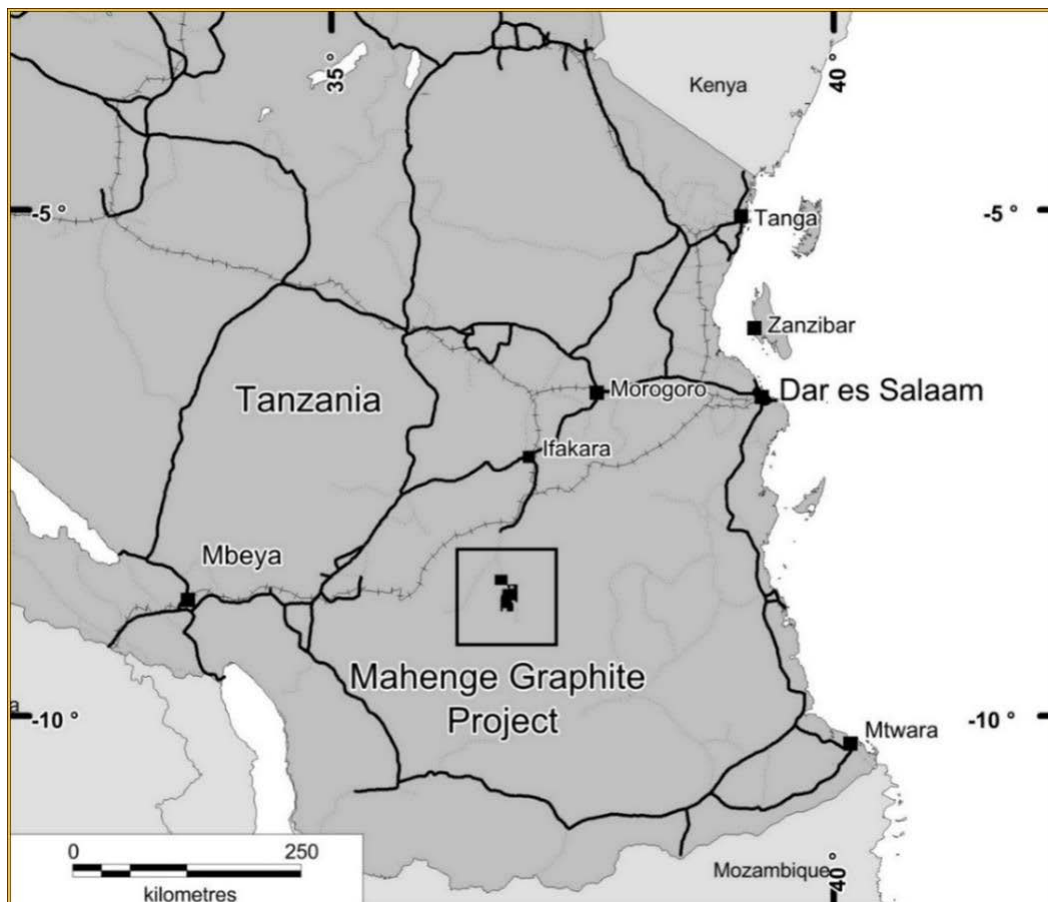 35°
40°
Kenya
-5 °
-5 °
Tanga
Zanzibar
Dar es Salaam
Morogoro
Tanzania
Ifakara
Mbeya
Mahenge Graphite
Project
a
-10 °
-10 °
Mtwara
0
250
kilometres
Mozambique
40°